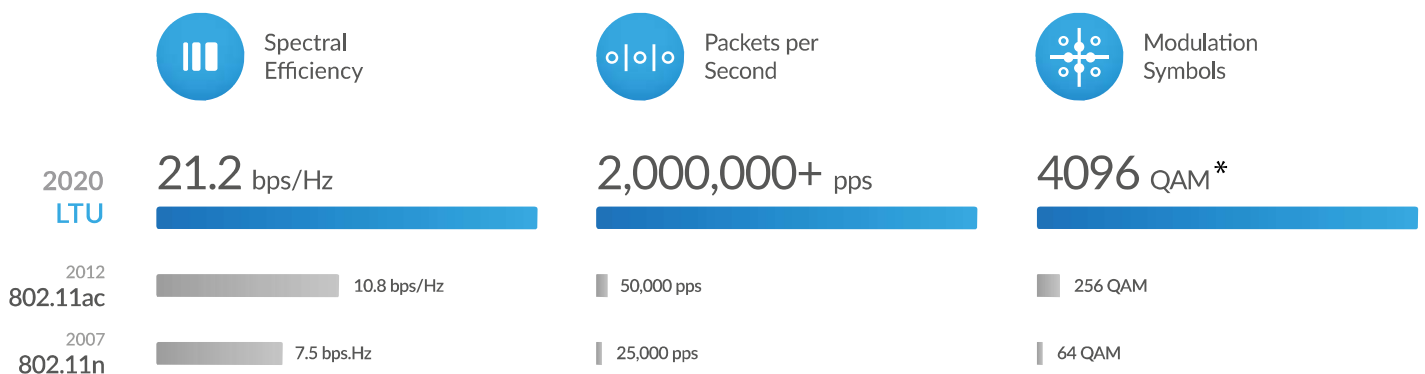 Spectral
Efficiency
Packets per
Second
Modulation
Symbols
2020
LTU
21.2 bps/Hz
2,000,000+ pps
4096 QAM*
2012
802.11ac
10.8 bps/Hz
50,000 pps
256 QAM
2007
802.11n
7.5 bps.Hz
25,000 pps
64 QAM